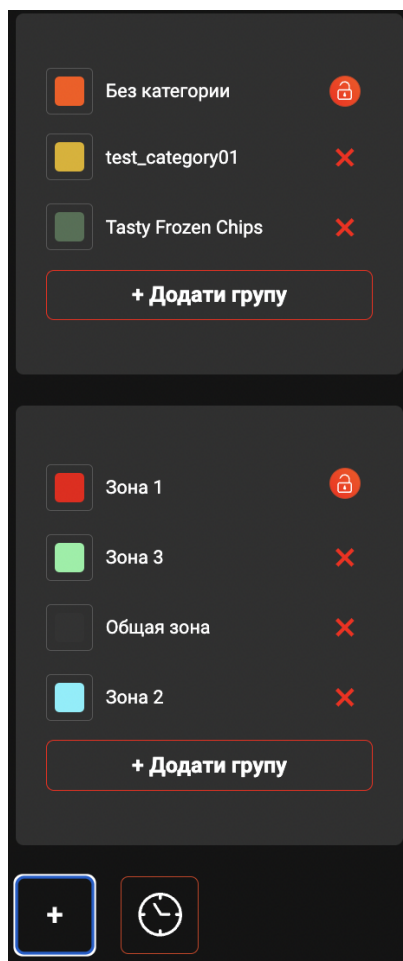 Без категории
test_category01
Tasty Frozen Chips
+ Додати групу
Зона 1
Зона 3
Общая зона
Зона 2
+ Додати групу
+